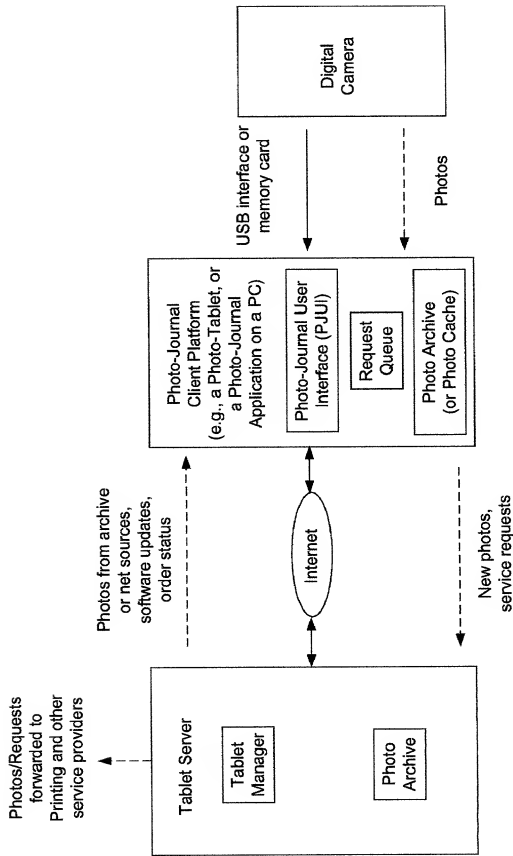 Photos/Requests
forwarded to
Printing and other
service providers
Tablet Server
Tablet
Manager
Photo
Archive
Photos from archive
or net sources,
software updates,
order status
Internet
New photos,
service requests
Photo-Journal
Client Platform
(e.g., a Photo-Tablet, or
a Photo-Journal
Application on a PC)
Photo-Journal User
Interface (PJUI)
Request
Queue
Photo Archive
(or Photo Cache)
USB interface or
memory card
Photos
Digital
Camera